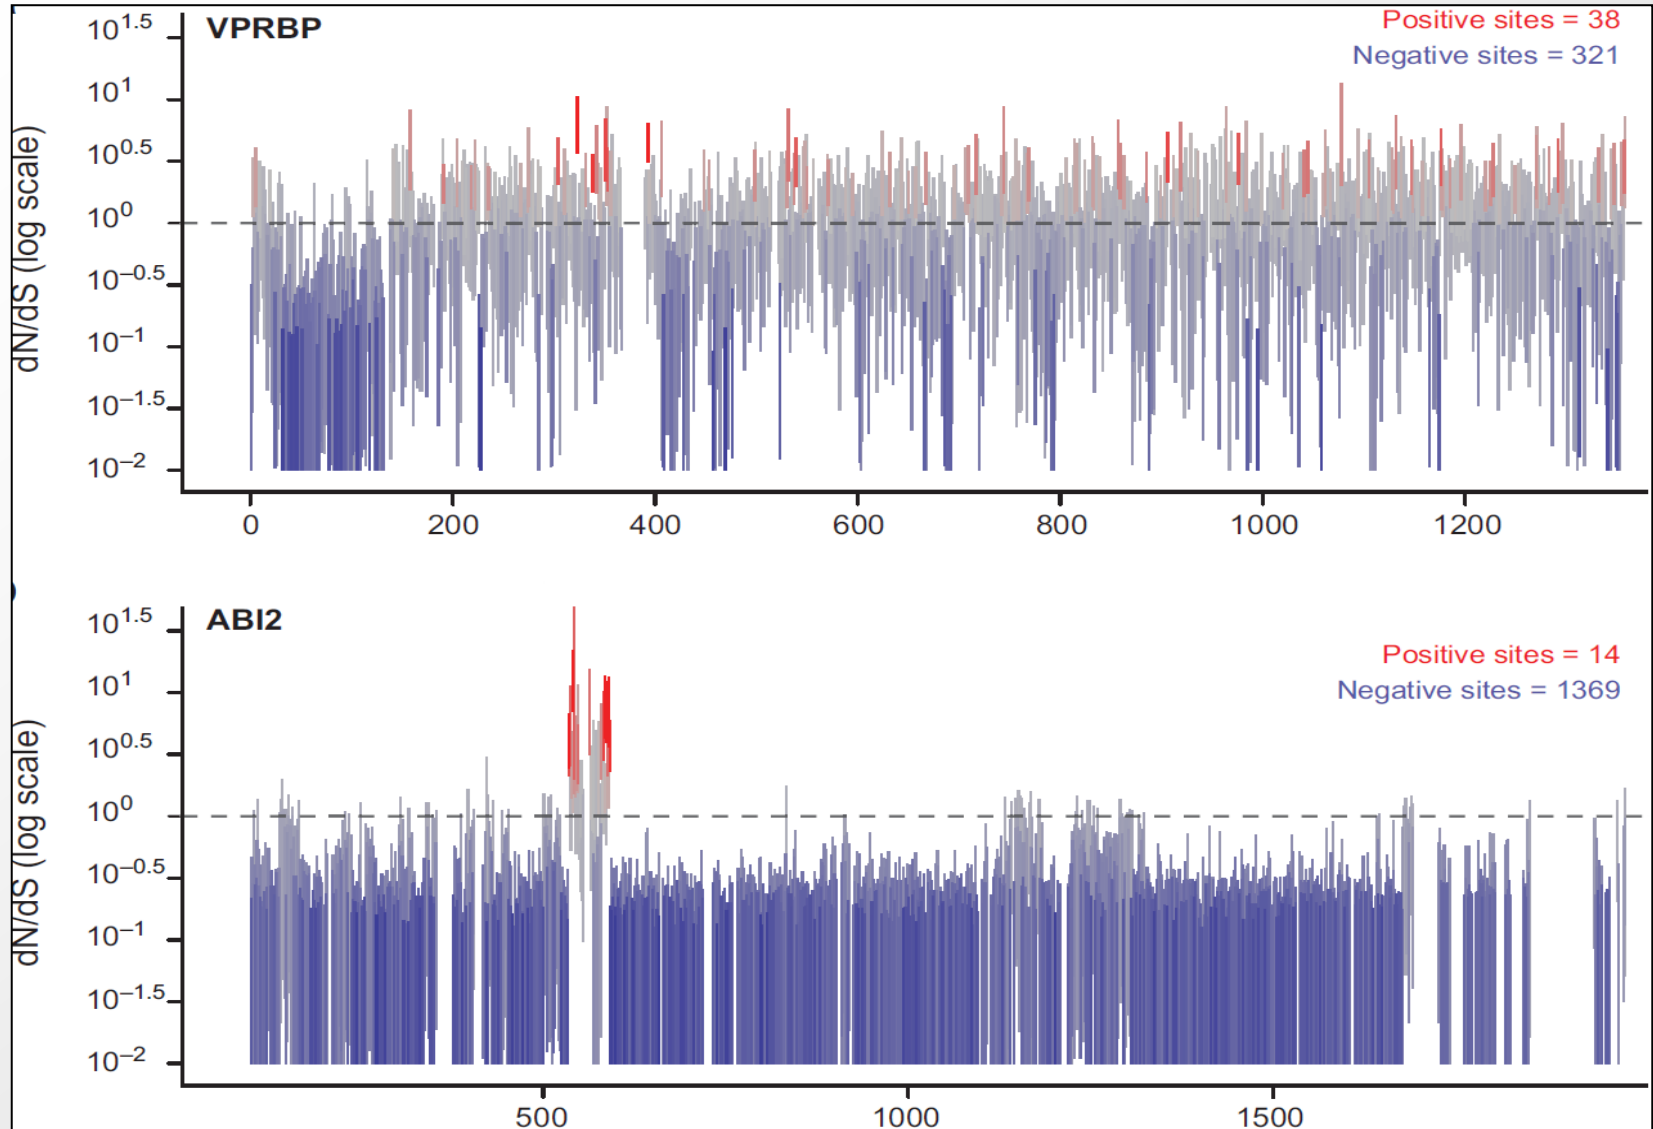 VPRBP
Positive sites = 38
Negative sites = 321
dN/dS (log scale)
10^1.5
10^1
10^0.5
10^0
10^−0.5
10^−1
10^−1.5
10^−2
0 200 400 600 800 1000 1200
ABI2
Positive sites = 14
Negative sites = 1369
dN/dS (log scale)
10^1.5
10^1
10^0.5
10^0
10^−0.5
10^−1
10^−1.5
10^−2
500 1000 1500